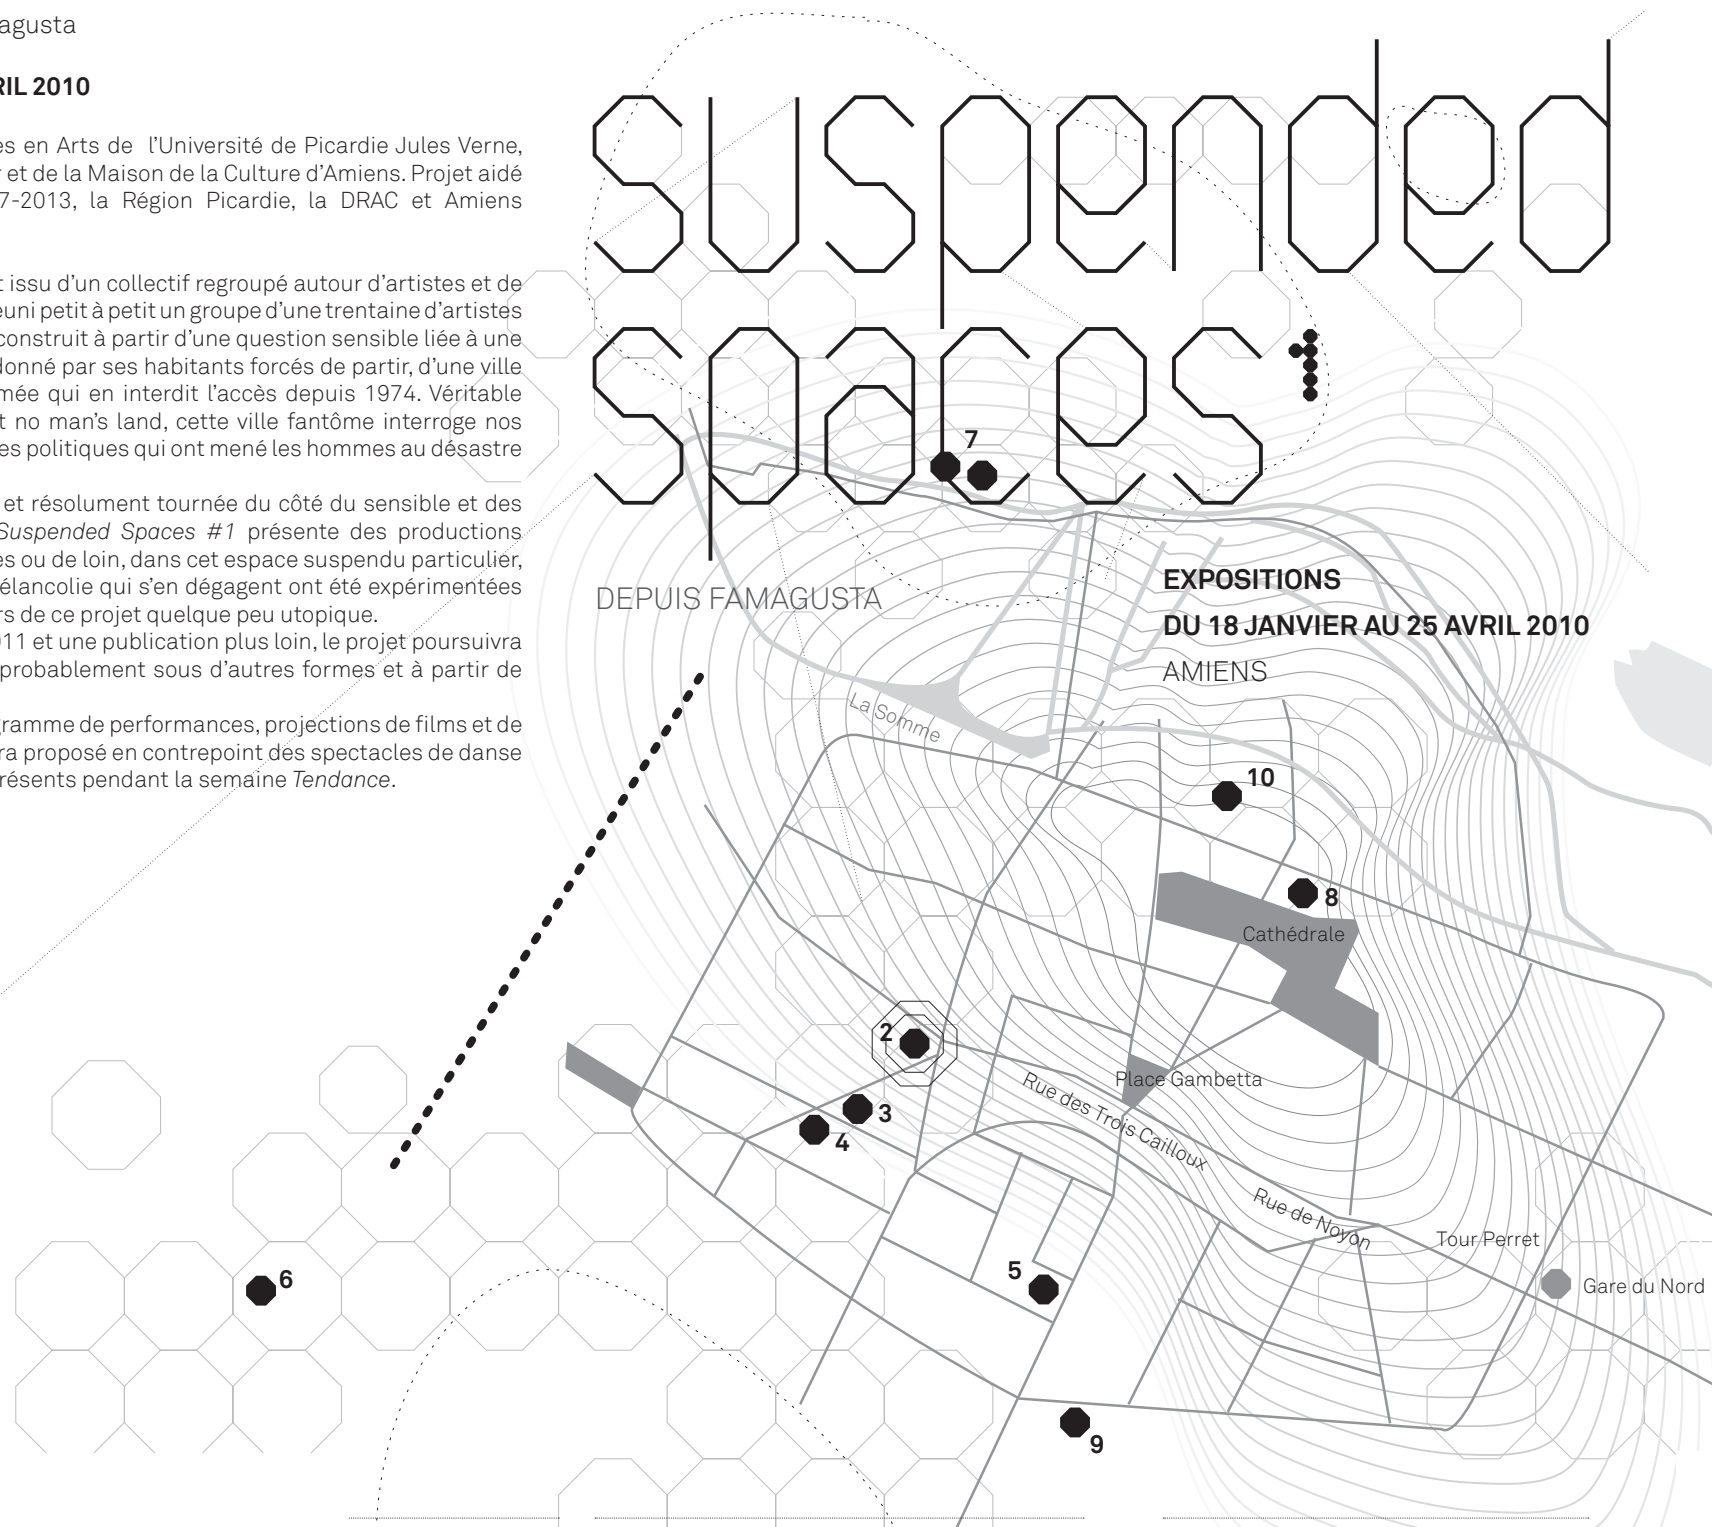 agusta
RIL 2010
es en Arts de l'Université de Picardie Jules Verne,
r et de la Maison de la Culture d'Amiens. Projet aidé
7-2013, la Région Picardie, la DRAC et Amiens
t issu d'un collectif regroupé autour d'artistes et de
éuni petit à petit un groupe d'une trentaine d'artistes
construit à partir d'une question sensible liée à une
donné par ses habitants forcés de partir, d'une ville
mée qui en interdit l'accès depuis 1974. Véritable
t no man's land, cette ville fantôme interroge nos
es politiques qui ont mené les hommes au désastre
et résolument tournée du côté du sensible et des
Suspended Spaces #1 présente des productions
es ou de loin, dans cet espace suspendu particulier,
élancolie qui s'en dégagent ont été expérimentées
rs de ce projet quelque peu utopique.
011 et une publication plus loin, le projet poursuivra
probablement sous d'autres formes et à partir de
gramme de performances, projections de films et de
ra proposé en contrepoint des spectacles de danse
résents pendant la semaine Tendance.
suspended
spaces 1
DEPUIS FAMAGUSTA
EXPOSITIONS
DU 18 JANVIER AU 25 AVRIL 2010
AMIENS
7
La Somme
10
8
Cathédrale
2
Place Gambetta
Rue des Trois Cailloux
3
4
Rue de Noyon
Tour Perret
5
6
Gare du Nord
9